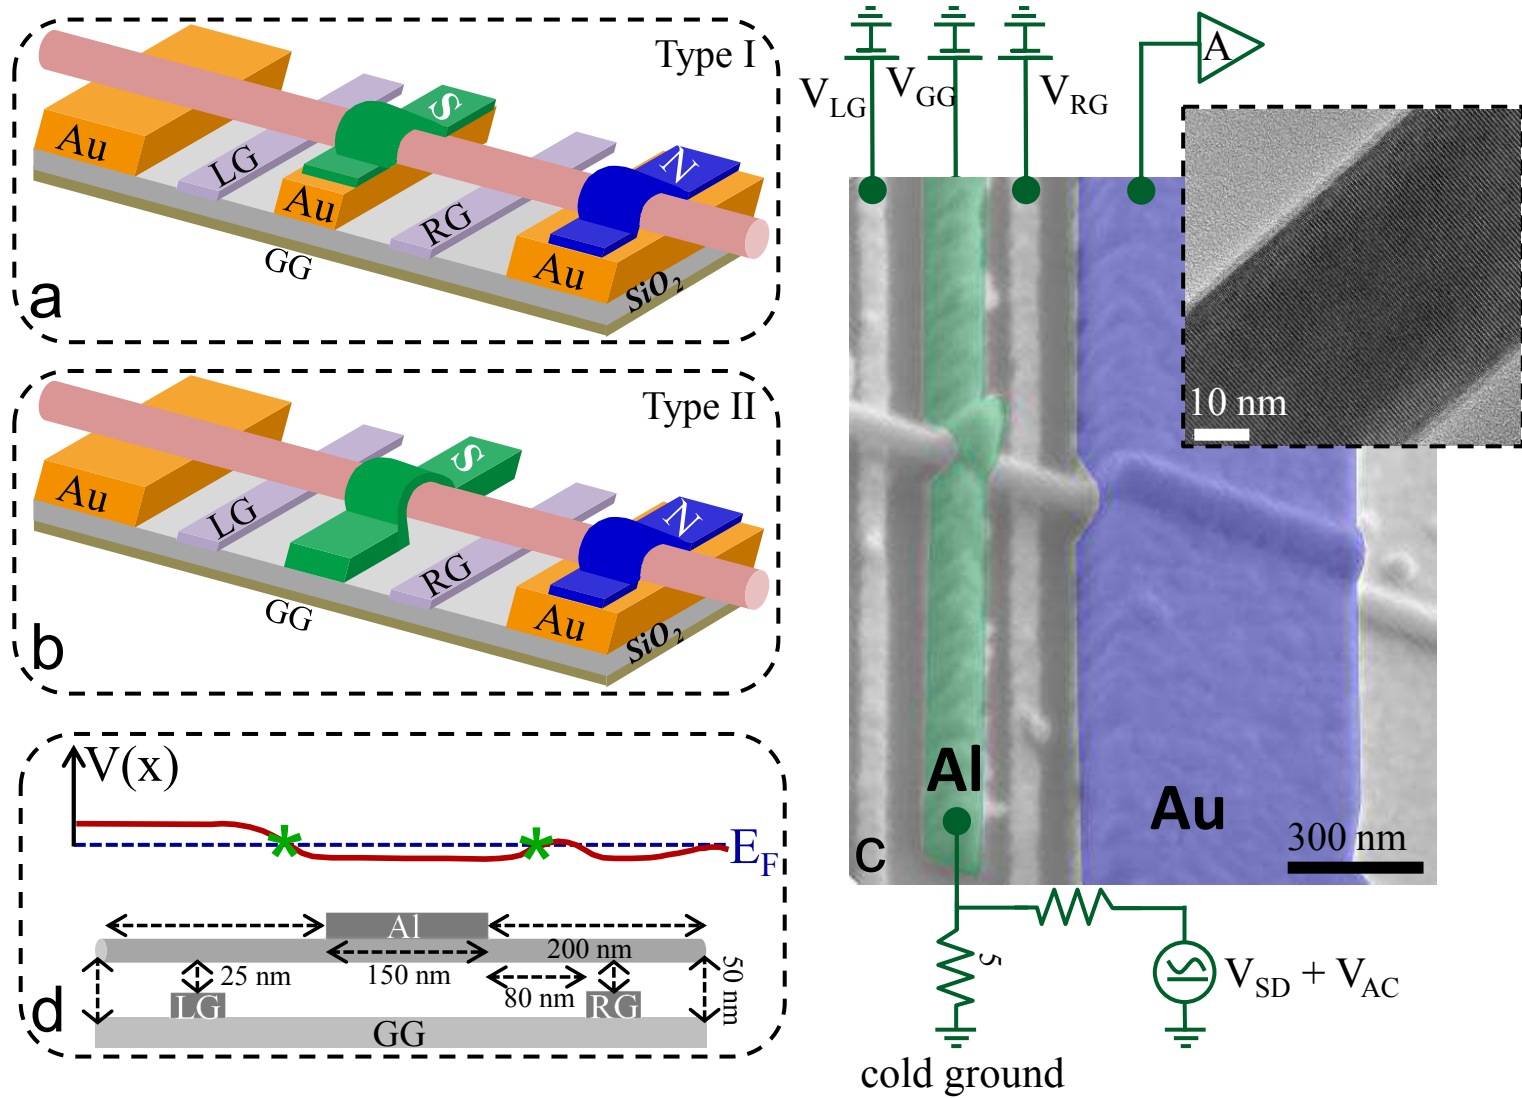 Type I
S
N
Au
LG
Au
RG
Au
GG
SiO2
a
Type II
S
N
Au
LG
RG
Au
GG
SiO2
b
V(x)
EF
Al
200 nm
25 nm
150 nm
80 nm
50 nm
LG
RG
GG
d
VLG
VGG
VRG
A
10 nm
Al
Au
300 nm
c
5
VSD + VAC
cold ground